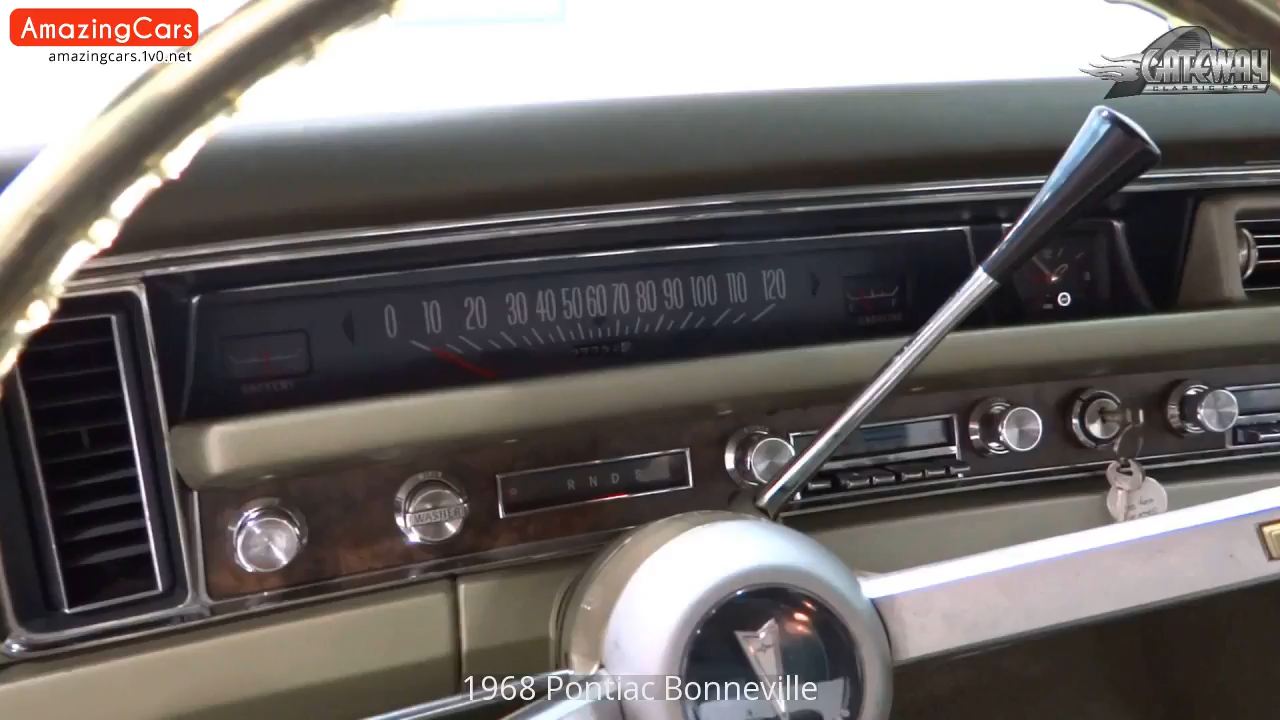 AmazingCars
amazingcars.1v0.net
GATEWAY
CLASSIC CARS
0 10 20 30 40 50 60 70 80 90 100 110 120
BATTERY
R N D
WASHER
1968 Pontiac Bonneville